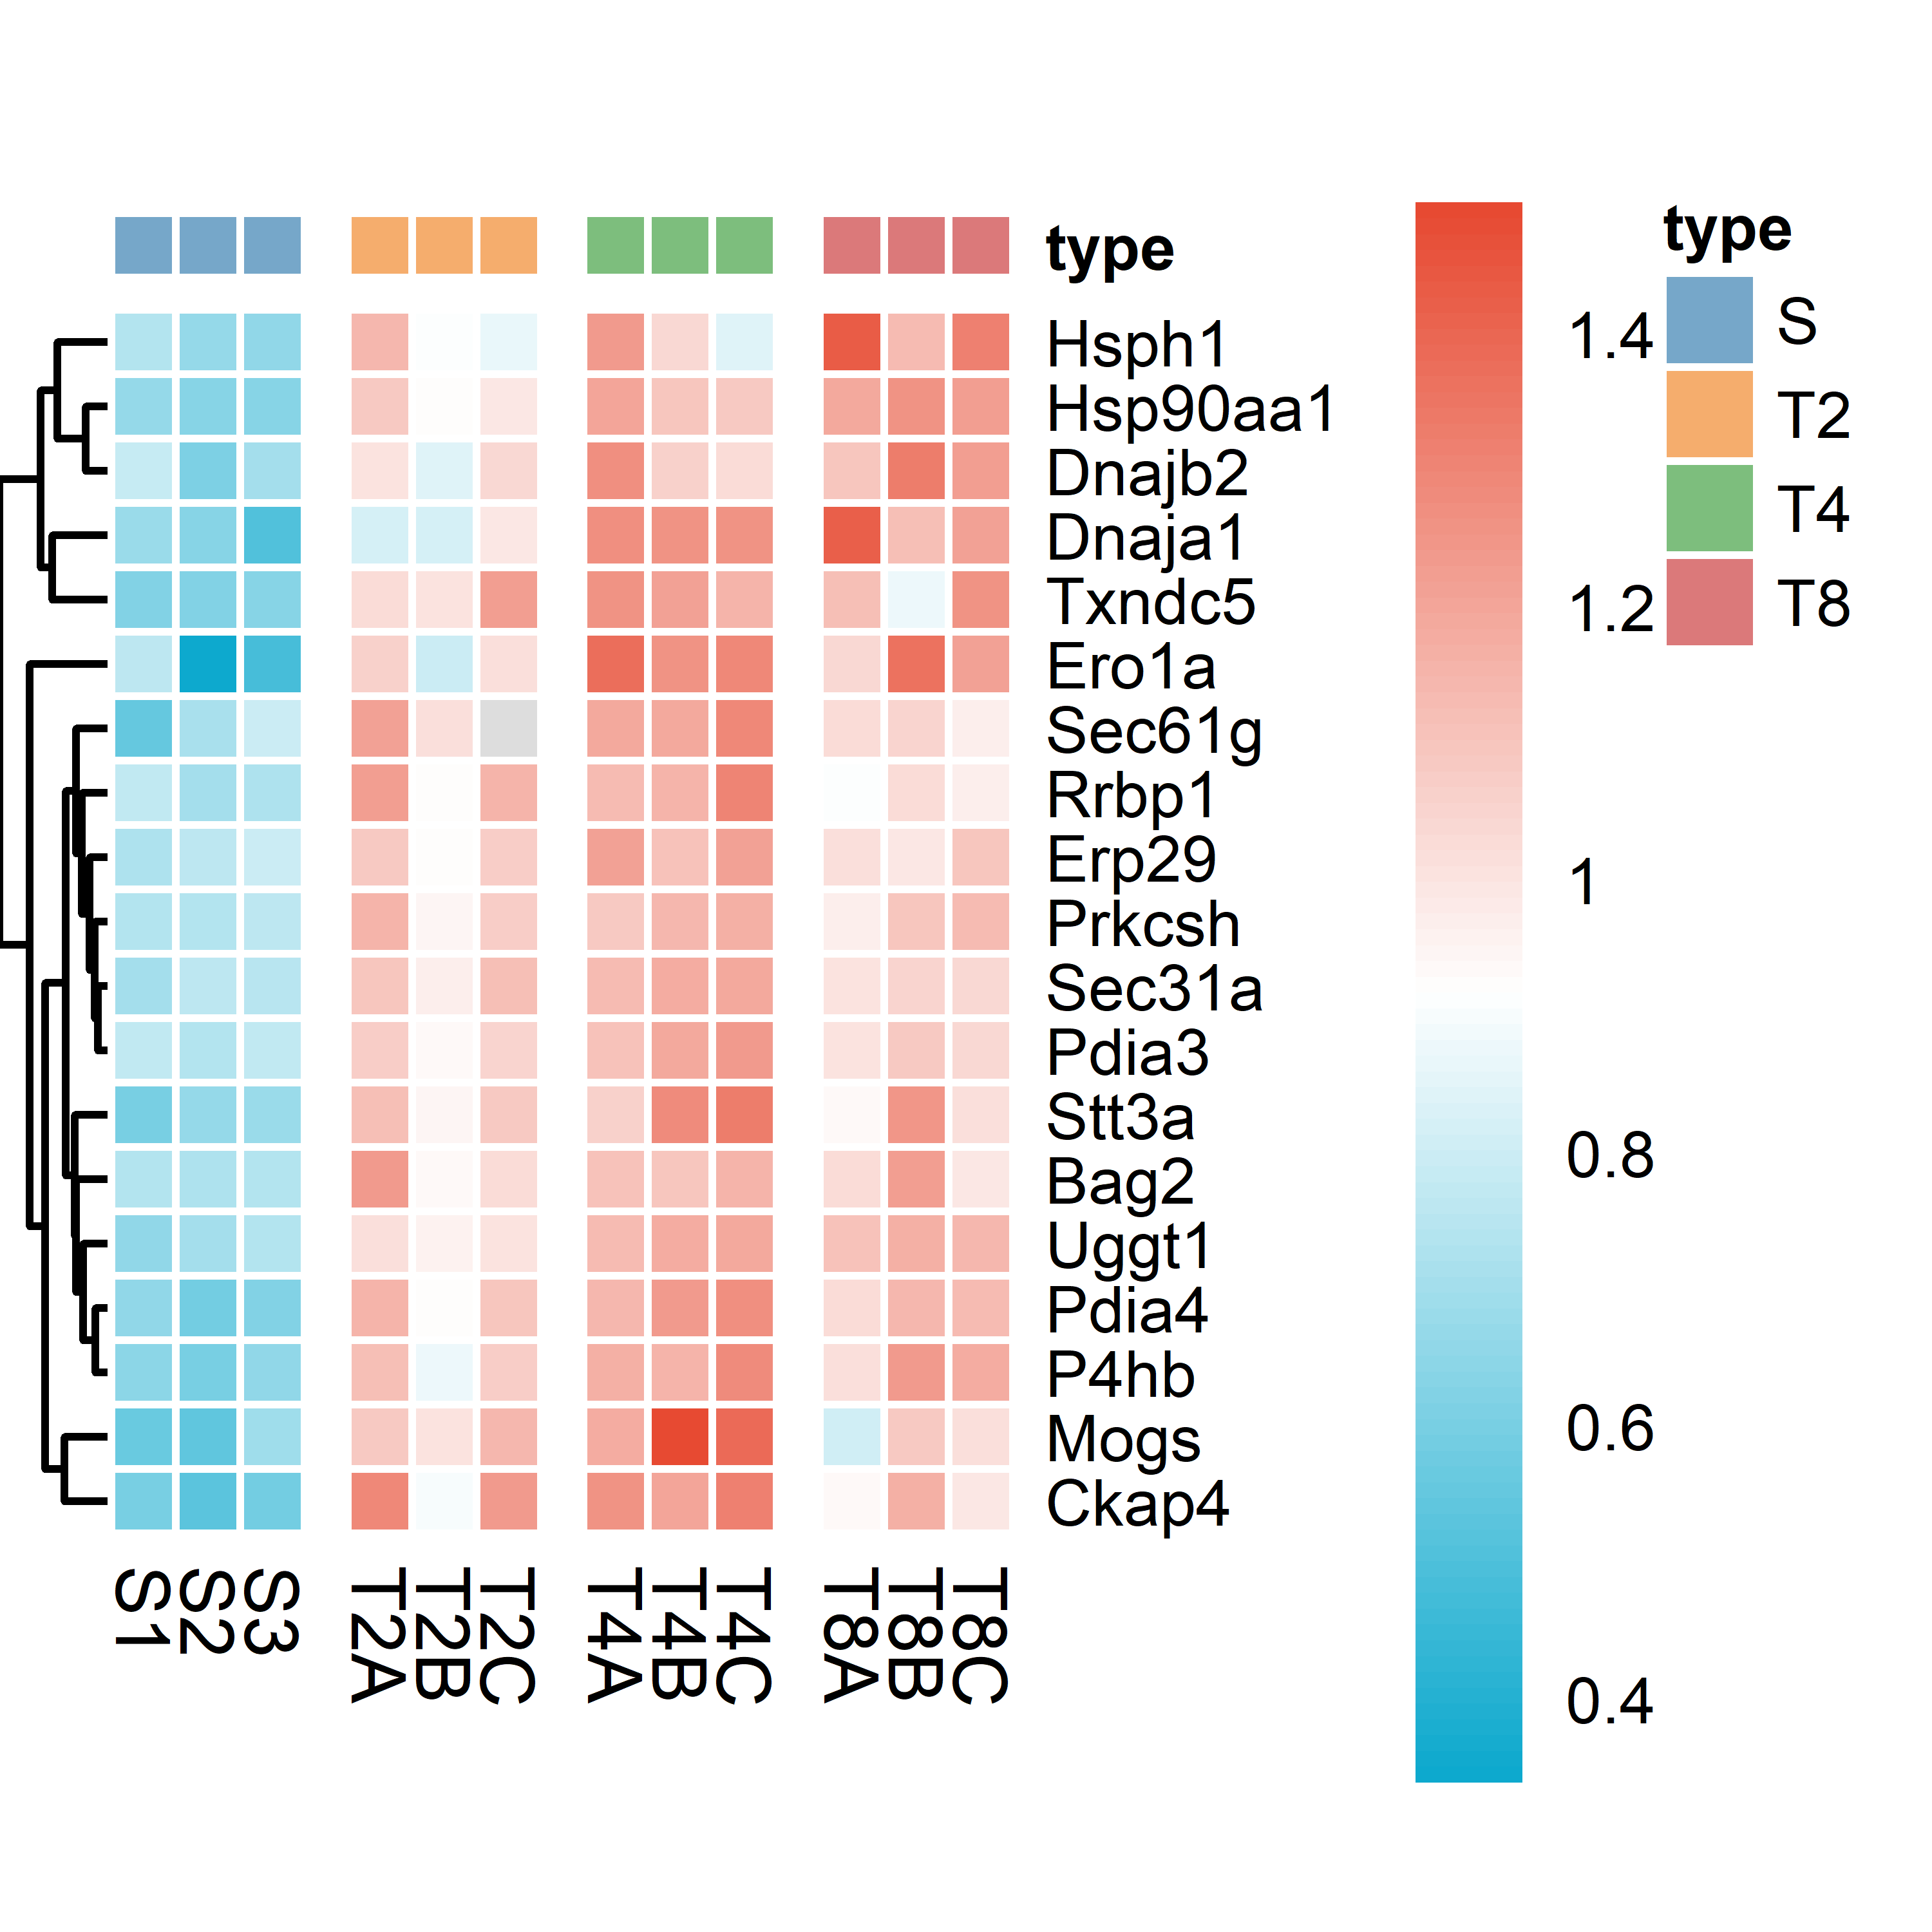 type
Hsph1
Hsp90aa1
Dnajb2
Dnaja1
Txndc5
Ero1a
Sec61g
Rrbp1
Erp29
Prkcsh
Sec31a
Pdia3
Stt3a
Bag2
Uggt1
Pdia4
P4hb
Mogs
Ckap4
S1 S2 S3 T2A T2B T2C T4A T4B T4C T8A T8B T8C
1.4
1.2
1
0.8
0.6
0.4
type
S
T2
T4
T8